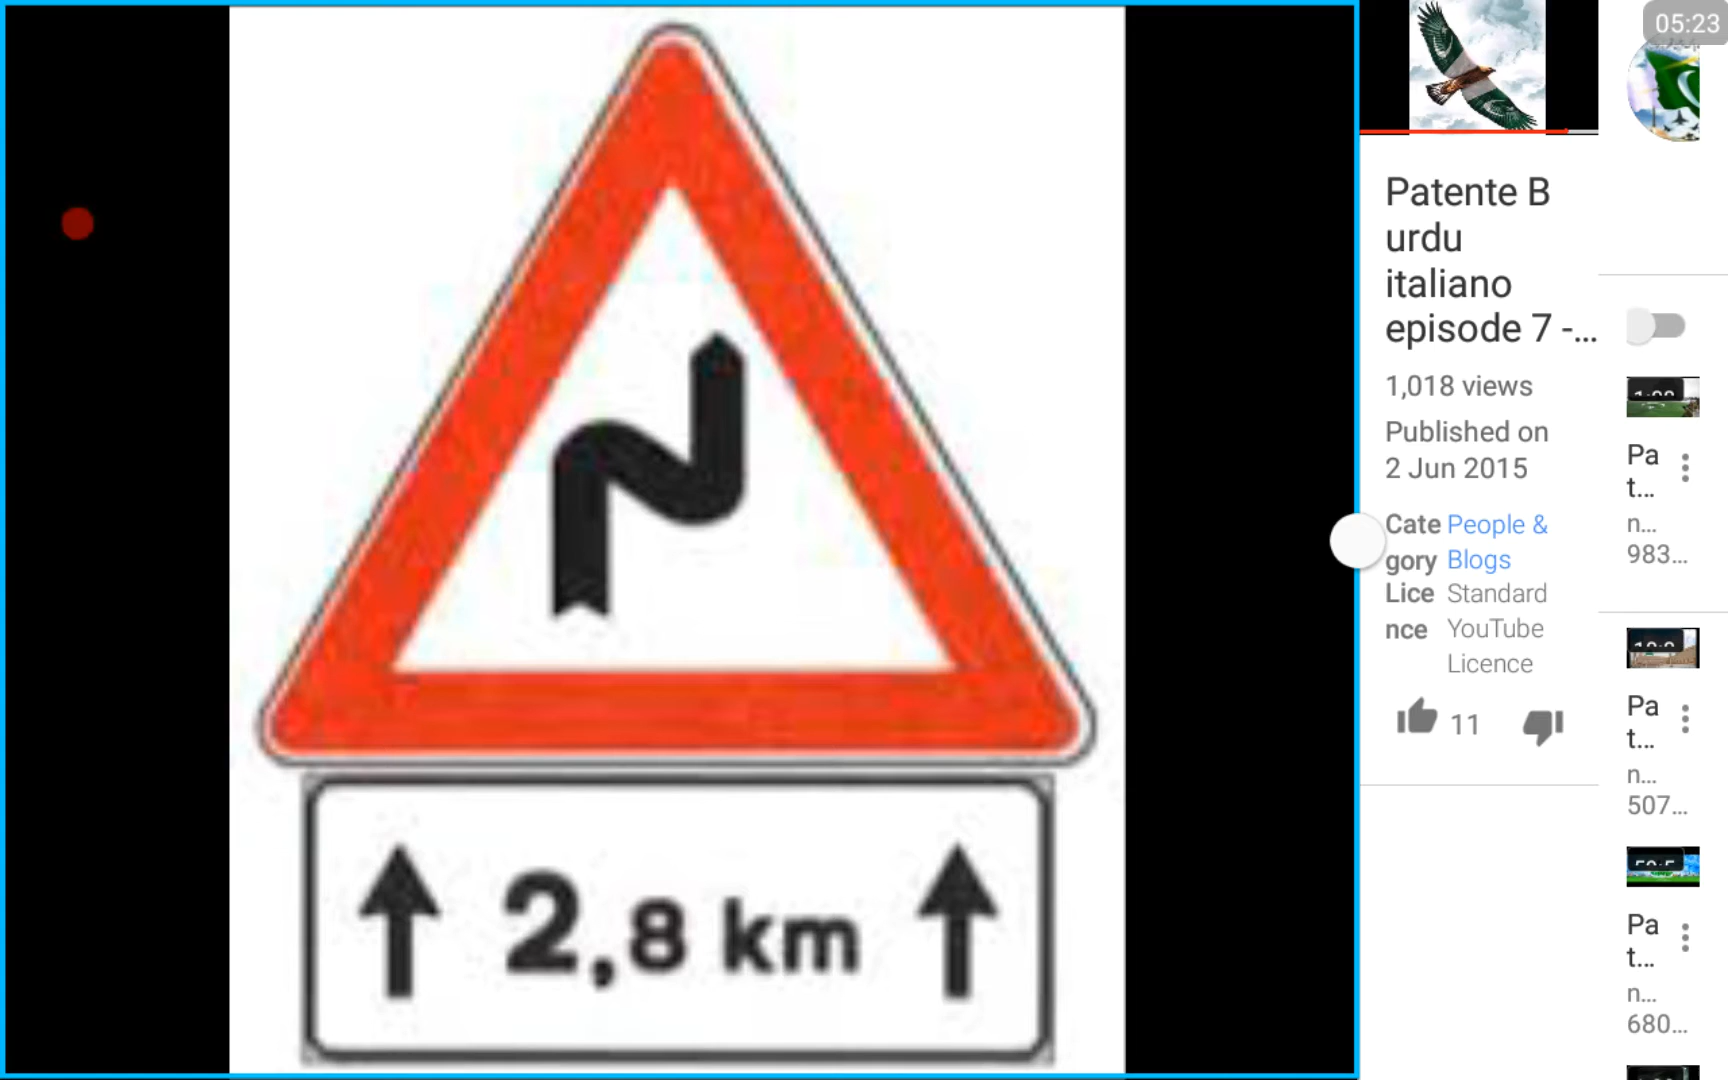 2,8 km
05:23
Patente B
urdu
italiano
episode 7 -...
1,018 views
Published on
2 Jun 2015
Cate People &
gory Blogs
Lice Standard
nce YouTube
Licence
11
Pa
t...
n...
983...
Pa
t...
n...
507...
Pa
t...
n...
680...